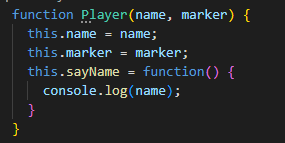 function Player(name, marker) {
  this.name = name;
  this.marker = marker;
  this.sayName = function() {
    console.log(name);
  }
}